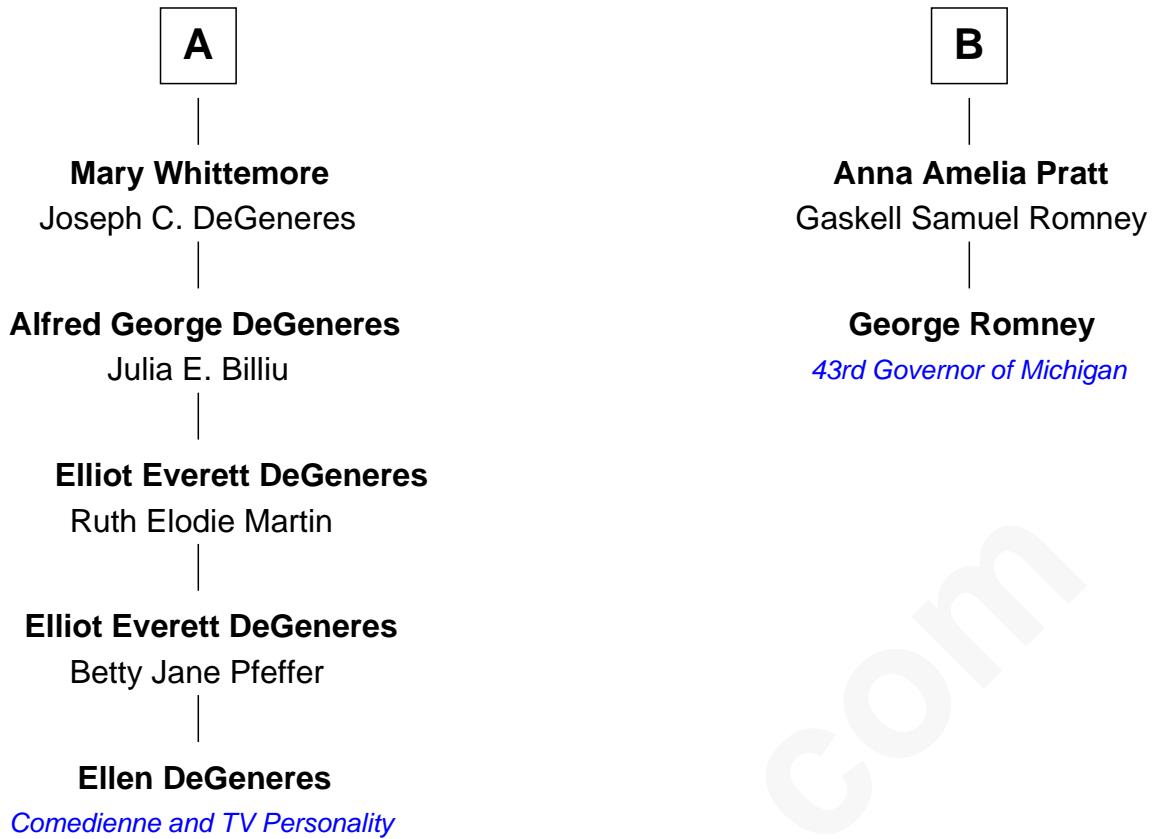 A
Mary Whittemore
Joseph C. DeGeneres
Alfred George DeGeneres
Julia E. Billiu
Elliot Everett DeGeneres
Ruth Elodie Martin
Elliot Everett DeGeneres
Betty Jane Pfeffer
Ellen DeGeneres
Comedienne and TV Personality
B
Anna Amelia Pratt
Gaskell Samuel Romney
George Romney
43rd Governor of Michigan
com